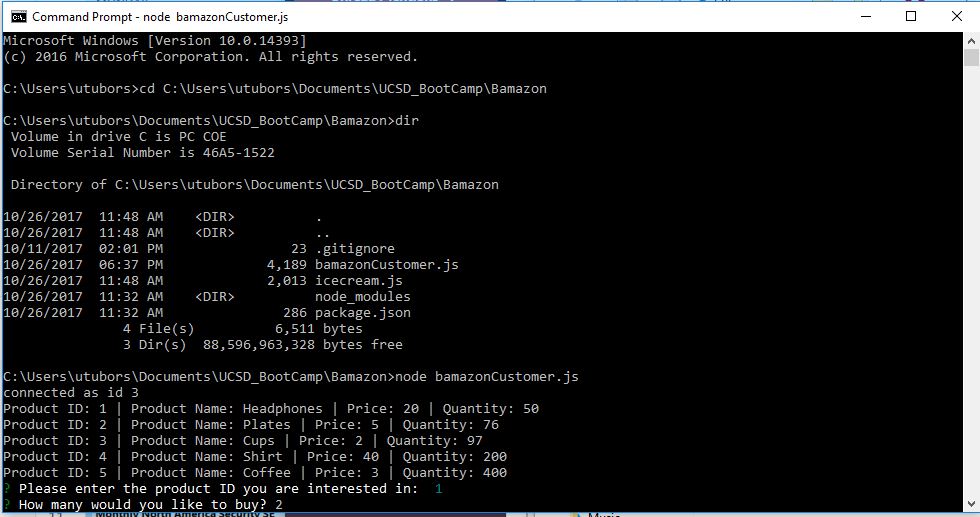 Command Prompt - node  bamazonCustomer.js
Microsoft Windows [Version 10.0.14393]
(c) 2016 Microsoft Corporation. All rights reserved.
C:\Users\utubors>cd C:\Users\utubors\Documents\UCSD_BootCamp\Bamazon
C:\Users\utubors\Documents\UCSD_BootCamp\Bamazon>dir
 Volume in drive C is PC COE
 Volume Serial Number is 46A5-1522
 Directory of C:\Users\utubors\Documents\UCSD_BootCamp\Bamazon
10/26/2017  11:48 AM    <DIR>          .
10/26/2017  11:48 AM    <DIR>          ..
10/11/2017  02:01 PM                23 .gitignore
10/26/2017  06:37 PM             4,189 bamazonCustomer.js
10/26/2017  11:48 AM             2,013 icecream.js
10/26/2017  11:32 AM    <DIR>          node_modules
10/26/2017  11:32 AM               286 package.json
               4 File(s)          6,511 bytes
               3 Dir(s)  88,596,963,328 bytes free
C:\Users\utubors\Documents\UCSD_BootCamp\Bamazon>node bamazonCustomer.js
connected as id 3
Product ID: 1 | Product Name: Headphones | Price: 20 | Quantity: 50
Product ID: 2 | Product Name: Plates | Price: 5 | Quantity: 76
Product ID: 3 | Product Name: Cups | Price: 2 | Quantity: 97
Product ID: 4 | Product Name: Shirt | Price: 40 | Quantity: 200
Product ID: 5 | Product Name: Coffee | Price: 3 | Quantity: 400
? Please enter the product ID you are interested in:  1
? How many would you like to buy? 2
Monthly North America Security SE
Music